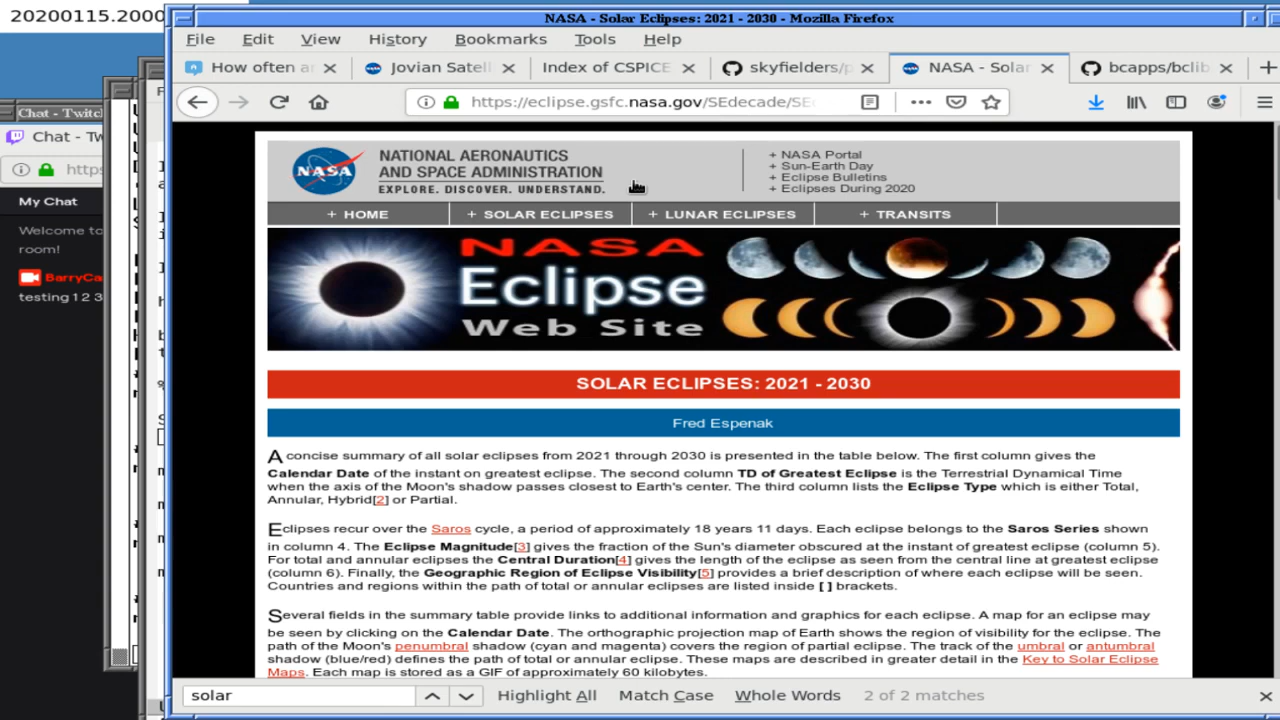 20200115.2000
NASA - Solar Eclipses: 2021 - 2030 - Mozilla Firefox
File Edit View History Bookmarks Tools Help
How often a
Jovian Satell
Index of CSPICE
skyfielders/p
NASA - Solar
bcapps/bclib
https://eclipse.gsfc.nasa.gov/SEdecade/SE
Chat - Twitch
Chat - Tw
https
My Chat
Welcome to
room!
BarryCa
testing 1 2 3
NASA
NATIONAL AERONAUTICS
AND SPACE ADMINISTRATION
EXPLORE. DISCOVER. UNDERSTAND.
+ NASA Portal
+ Sun-Earth Day
+ Eclipse Bulletins
+ Eclipses During 2020
+ HOME + SOLAR ECLIPSES + LUNAR ECLIPSES + TRANSITS
NASA
Eclipse
Web Site
SOLAR ECLIPSES: 2021 - 2030
Fred Espenak
A concise summary of all solar eclipses from 2021 through 2030 is presented in the table below. The first column gives the
Calendar Date of the instant on greatest eclipse. The second column TD of Greatest Eclipse is the Terrestrial Dynamical Time
when the axis of the Moon's shadow passes closest to Earth's center. The third column lists the Eclipse Type which is either Total,
Annular, Hybrid[2] or Partial.
Eclipses recur over the Saros cycle, a period of approximately 18 years 11 days. Each eclipse belongs to the Saros Series shown
in column 4. The Eclipse Magnitude[3] gives the fraction of the Sun's diameter obscured at the instant of greatest eclipse (column 5).
For total and annular eclipses the Central Duration[4] gives the length of the eclipse as seen from the central line at greatest eclipse
(column 6). Finally, the Geographic Region of Eclipse Visibility[5] provides a brief description of where each eclipse will be seen.
Countries and regions within the path of total or annular eclipses are listed inside [ ] brackets.
Several fields in the summary table provide links to additional information and graphics for each eclipse. A map for an eclipse may
be seen by clicking on the Calendar Date. The orthographic projection map of Earth shows the region of visibility for the eclipse. The
path of the Moon's penumbral shadow (cyan and magenta) covers the region of partial eclipse. The track of the umbral or antumbral
shadow (blue/red) defines the path of total or annular eclipse. These maps are described in greater detail in the Key to Solar Eclipse
Maps. Each map is stored as a GIF of approximately 60 kilobytes.
solar Highlight All Match Case Whole Words 2 of 2 matches